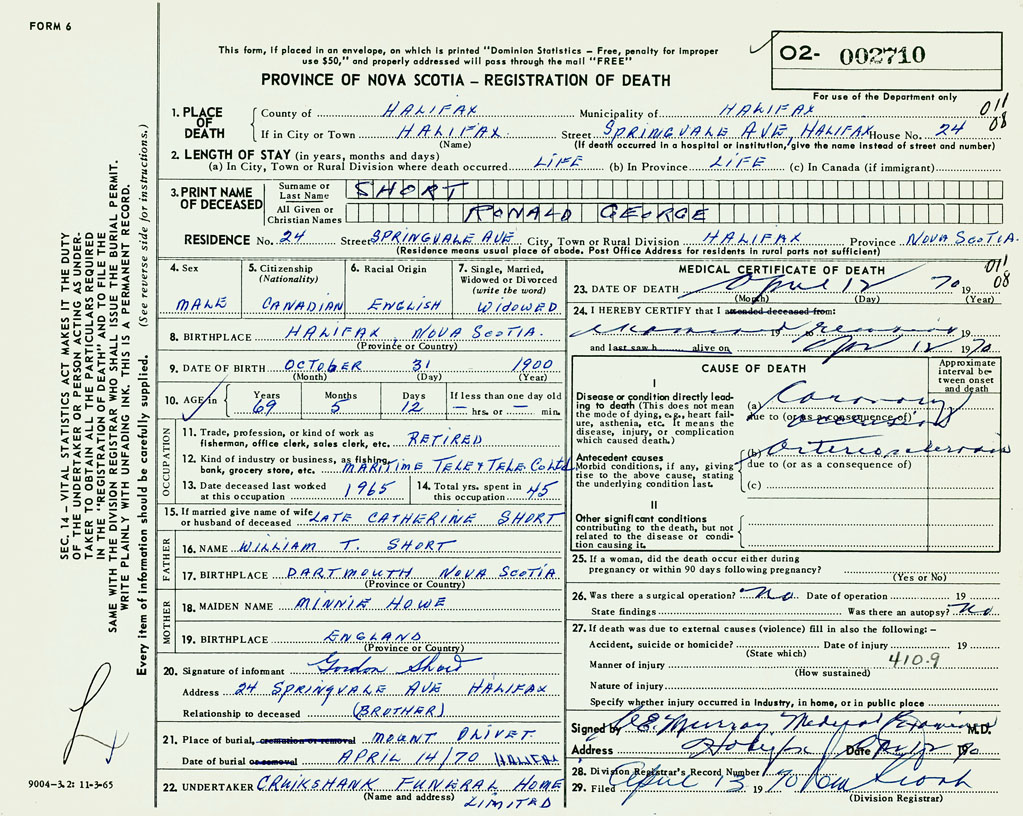 FORM 6
This form, if placed in an envelope, on which is printed "Dominion Statistics – Free, penalty for improper
use $50," and properly addressed will pass through the mail "FREE"
PROVINCE OF NOVA SCOTIA – REGISTRATION OF DEATH
02- 002710
For use of the Department only
011
08
SEC. 14 – VITAL STATISTICS ACT MAKES IT THE DUTY
OF THE UNDERTAKER OR PERSON ACTING AS UNDER-
TAKER TO OBTAIN ALL THE PARTICULARS REQUIRED
IN THE "REGISTRATION OF DEATH" AND TO FILE THE
SAME WITH THE DIVISION REGISTRAR WHO SHALL ISSUE THE BURIAL PERMIT.
WRITE PLAINLY WITH UNFADING INK. THIS IS A PERMANENT RECORD.
Every item of information should be carefully supplied. (See reverse side for instructions.)
1. PLACE OF DEATH County of HALIFAX Municipality of HALIFAX
If in City or Town HALIFAX. Street SPRINGVALE AVE, HALIFAX House No. 24
(Name) (If death occurred in a hospital or institution, give the name instead of street and number)
2. LENGTH OF STAY (in years, months and days)
(a) In City, Town or Rural Division where death occurred LIFE (b) In Province LIFE (c) In Canada (if immigrant)
3. PRINT NAME OF DECEASED Surname or Last Name SHORT
All Given or Christian Names RONALD GEORGE
RESIDENCE No. 24 Street SPRINGVALE AVE City, Town or Rural Division HALIFAX Province NOVA SCOTIA.
(Residence means usual place of abode. Post Office Address for residents in rural parts not sufficient)
4. Sex MALE
5. Citizenship (Nationality) CANADIAN
6. Racial Origin ENGLISH
7. Single, Married, Widowed or Divorced (write the word) WIDOWED
8. BIRTHPLACE HALIFAX, NOVA SCOTIA.
(Province or Country)
9. DATE OF BIRTH OCTOBER 31 1900
(Month) (Day) (Year)
10. AGE in Years 69 Months 5 Days 12 If less than one day old — hrs. or — min.
OCCUPATION
11. Trade, profession, or kind of work as fisherman, office clerk, sales clerk, etc. RETIRED
12. Kind of industry or business, as fishing, bank, grocery store, etc. MARITIME TELE & TELE Co Ltd
13. Date deceased last worked at this occupation 1965
14. Total yrs. spent in this occupation 45
15. If married give name of wife or husband of deceased LATE CATHERINE SHORT
FATHER
16. NAME WILLIAM T. SHORT
17. BIRTHPLACE DARTMOUTH NOVA SCOTIA
(Province or Country)
MOTHER
18. MAIDEN NAME MINNIE HOWE
19. BIRTHPLACE ENGLAND
(Province or Country)
20. Signature of informant Gordon Short
Address 24 SPRINGVALE AVE HALIFAX
Relationship to deceased (BROTHER)
21. Place of burial, cremation or removal MOUNT OLIVET
Date of burial or removal APRIL 14/70 HALIFAX
22. UNDERTAKER CRUIKSHANK FUNERAL HOME
(Name and address) LIMITED
MEDICAL CERTIFICATE OF DEATH
011
08
23. DATE OF DEATH April 12 70 19
(Month) (Day) (Year)
24. I HEREBY CERTIFY that I attended deceased from:
19 to 19
and last saw h alive on Apr 12 1970
CAUSE OF DEATH
Approximate interval between onset and death
I
Disease or condition directly leading to death (This does not mean the mode of dying, e.g., heart failure, asthenia, etc. It means the disease, injury, or complication which caused death.)
(a) Coronary
due to (or as a consequence of) occlusion
Antecedent causes
Morbid conditions, if any, giving rise to the above cause, stating the underlying condition last.
(b)
due to (or as a consequence of)
(c)
II
Other significant conditions contributing to the death, but not related to the disease or condition causing it.
25. If a woman, did the death occur either during
pregnancy or within 90 days following pregnancy?
(Yes or No)
26. Was there a surgical operation? No Date of operation 19
State findings Was there an autopsy? No
27. If death was due to external causes (violence) fill in also the following: –
Accident, suicide or homicide? Date of injury 19
(State which)
Manner of injury 410.9
(How sustained)
Nature of injury
Specify whether injury occurred in industry, in home, or in public place
Signed by Murray Medical Examiner M.D.
Address Halifax Date
28. Division Registrar's Record Number
29. Filed April 13 1970
(Division Registrar)
9004-3.2: 11-3-65